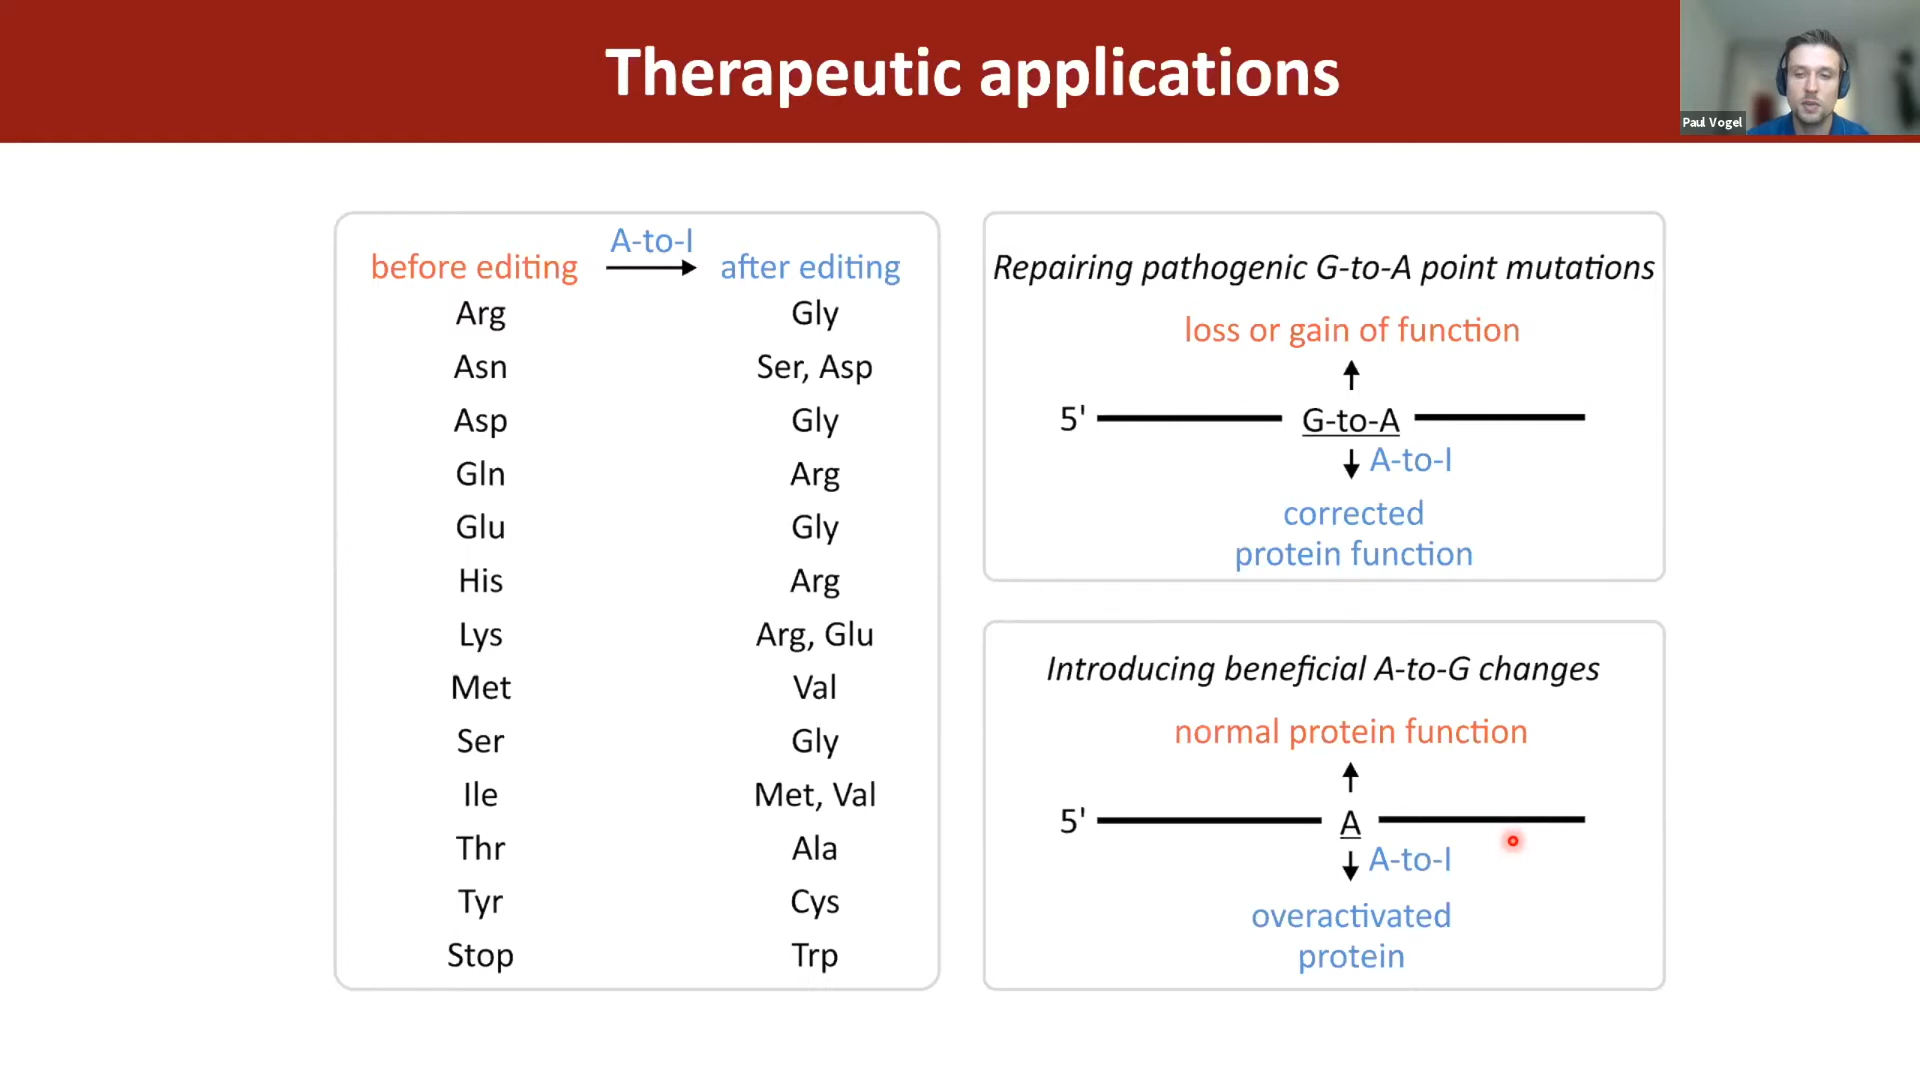 Therapeutic applications
Paul Vogel
before editing A-to-I after editing
Arg Gly
Asn Ser, Asp
Asp Gly
Gln Arg
Glu Gly
His Arg
Lys Arg, Glu
Met Val
Ser Gly
Ile Met, Val
Thr Ala
Tyr Cys
Stop Trp
Repairing pathogenic G-to-A point mutations
loss or gain of function
5' G-to-A
A-to-I
corrected
protein function
Introducing beneficial A-to-G changes
normal protein function
5' A
A-to-I
overactivated
protein